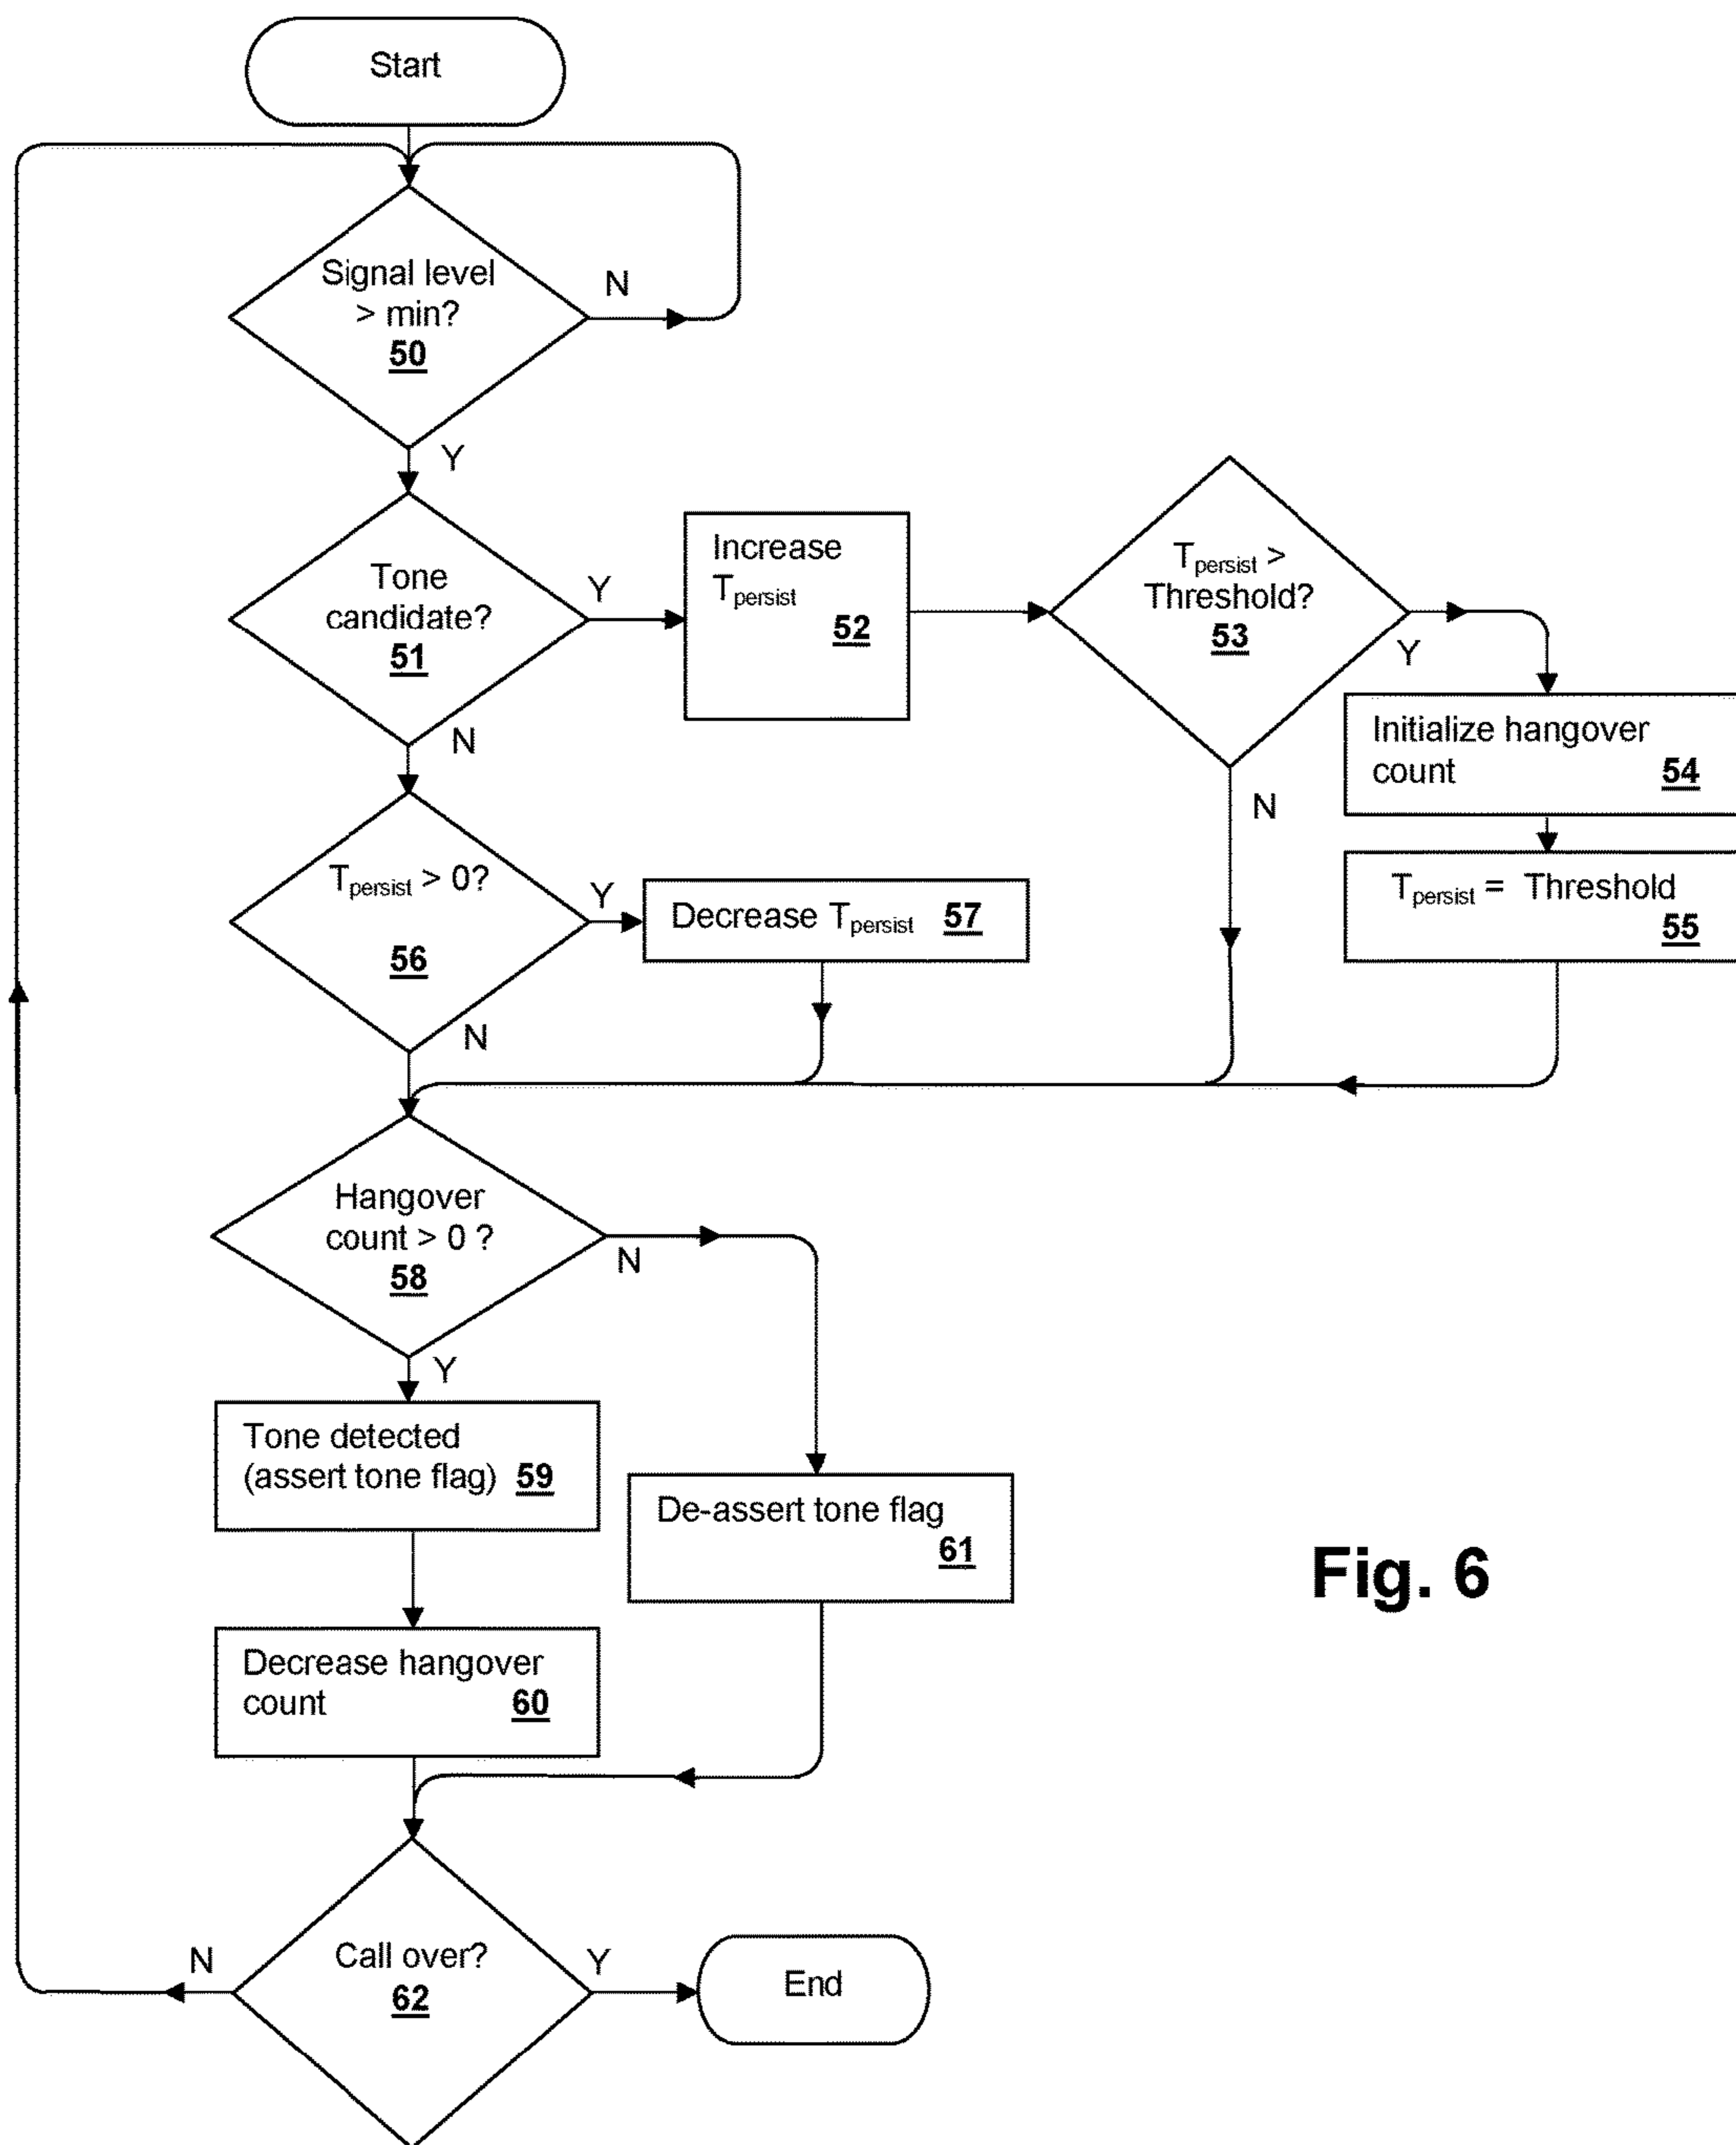 Start
Signal level
> min?
50
N
Y
Tone
candidate?
51
Y
N
Increase
Tpersist
52
Tpersist >
Threshold?
53
Y
N
Initialize hangover
count 54
Tpersist = Threshold
55
Tpersist > 0?
56
Y
N
Decrease Tpersist 57
Hangover
count > 0 ?
58
N
Y
Tone detected
(assert tone flag) 59
De-assert tone flag
61
Decrease hangover
count 60
Call over?
62
N
Y
End
Fig. 6